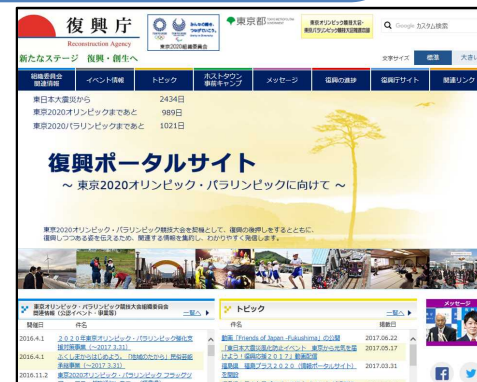 復興庁
Reconstruction Agency
新たなステージ 復興・創生へ
東京2020組織委員会
東京都
東京オリンピック競技大会・
Google カスタム検索
文字サイズ 標準 大きい
組織委員会
関連情報
イベント情報
トピック
ホストタウン
事前キャンプ
メッセージ
復興の進捗
復興庁サイト
関連リンク
東日本大震災から 2434日
東京2020オリンピックまであと 989日
東京2020パラリンピックまであと 1021日
復興ポータルサイト
～ 東京2020オリンピック・パラリンピックに向けて ～
東京2020オリンピック・パラリンピック競技大会を契機として、復興の後押しをするとともに、
復興しつつある姿を伝えるため、関連する情報を集約し、わかりやすく発信します。
東京オリンピック・パラリンピック競技大会組織委員会
関連情報（公認イベント・事業等） 一覧へ
開催日 件名
2016.4.1 2020年東京オリンピック・パラリンピック強化支
援対策事業（～2017.3.31）
2016.4.1 ふくしまからはじめよう。「地域のたから」民俗芸能
承継事業（～2017.3.31）
2016.11.2 東京2020オリンピック・パラリンピック フラッグツ
トピック 一覧へ
件名 掲載日
動画「Friends of Japan -Fukushima」の公開 2017.06.22
「東日本大震災風化防止イベント 東京から元気を届
けよう！復興応援2017」動画配信 2017.05.17
福島県 福島プラス2020（情報ポータルサイト）
を開設 2017.03.31
メッセージ